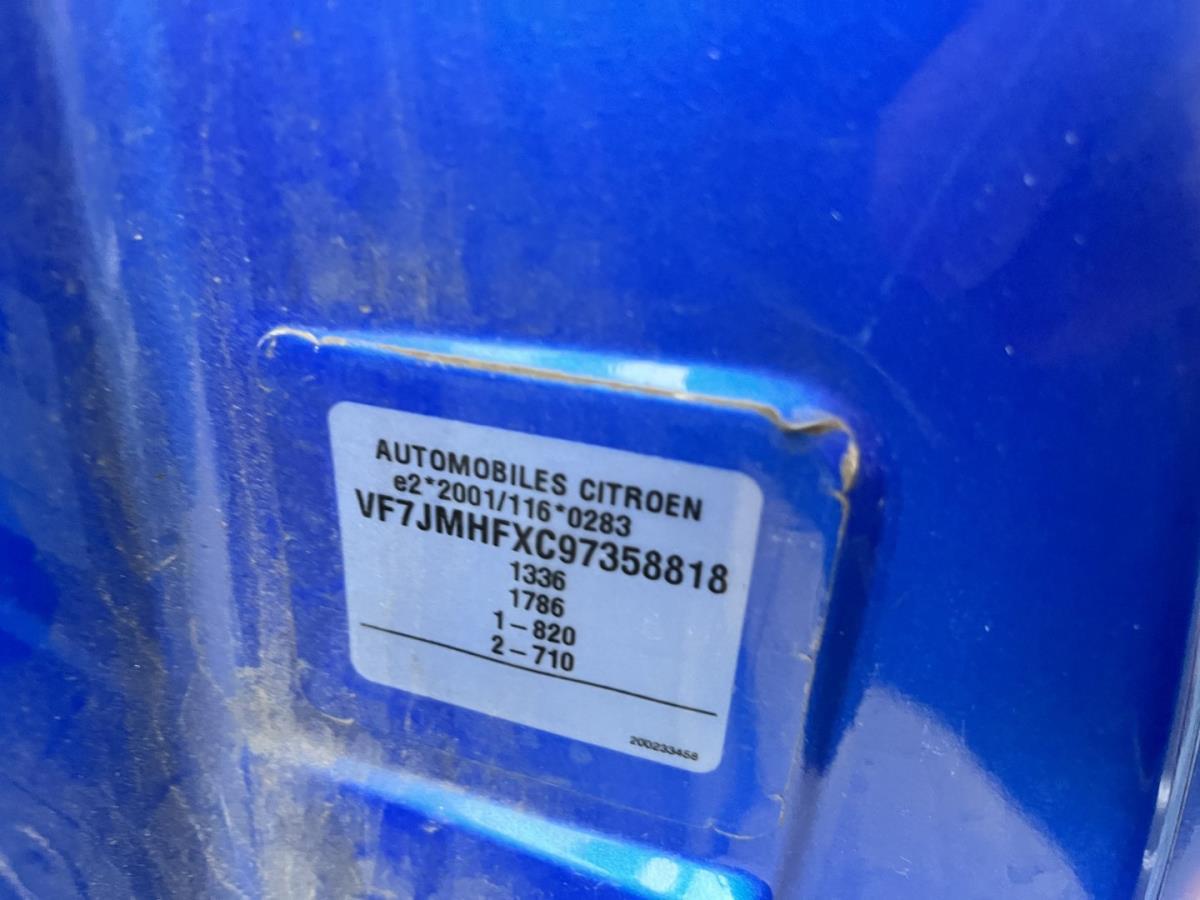 AUTOMOBILES CITROEN
e2*2001/116*0283
VF7JMHFXC97358818
1336
1786
1-820
2-710
200233458